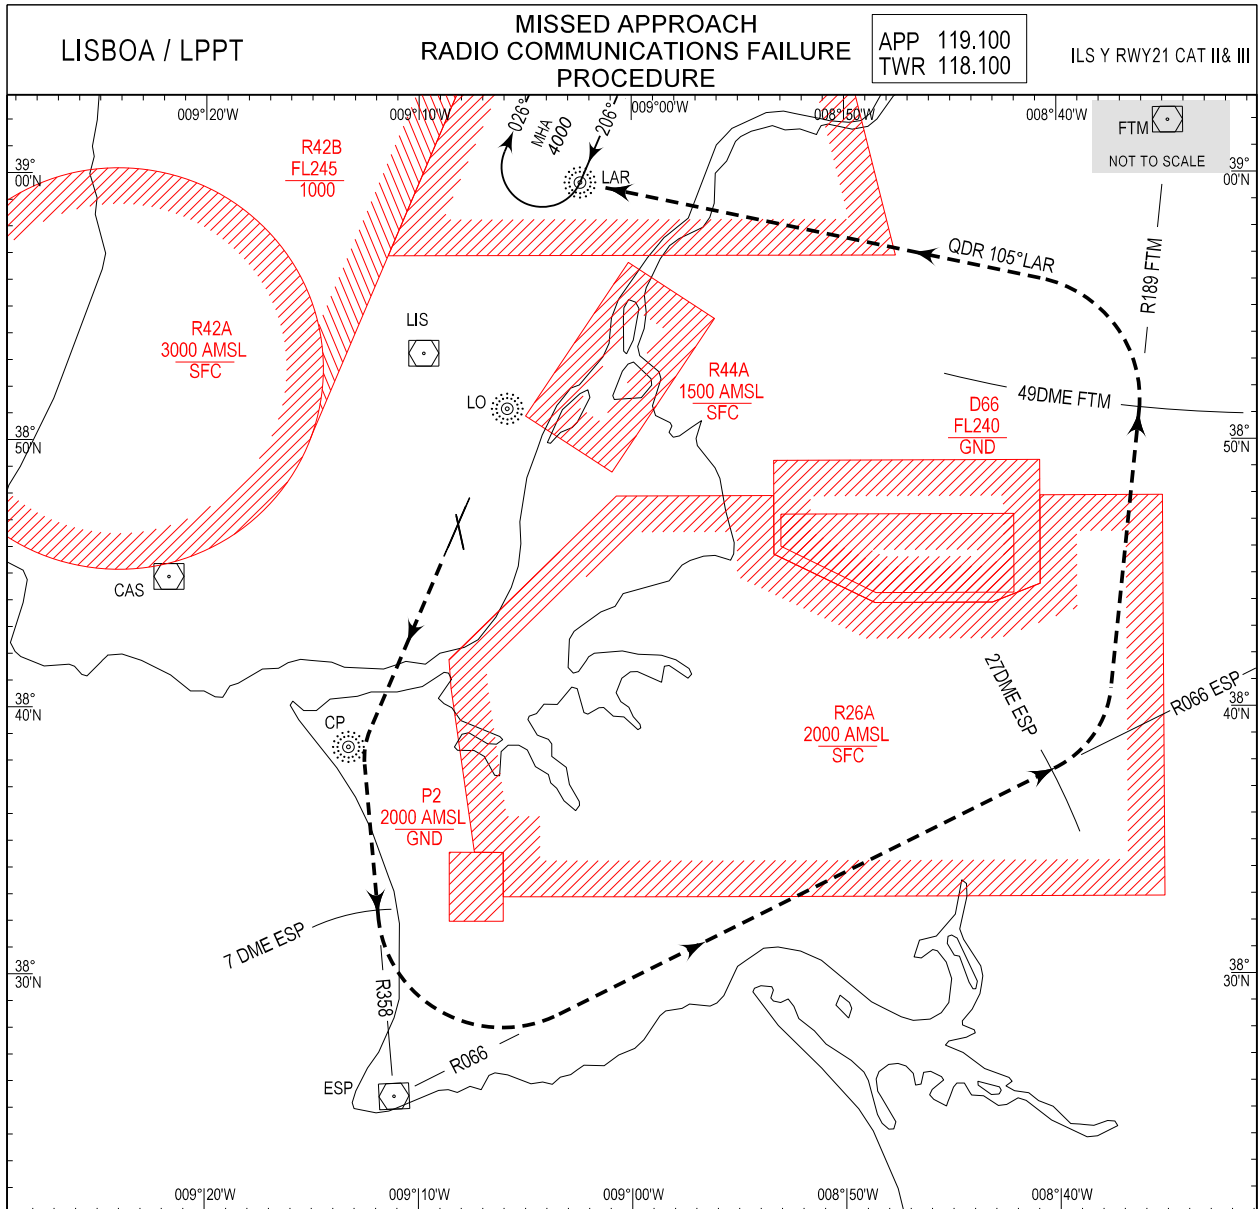 LISBOA / LPPT
MISSED APPROACH
RADIO COMMUNICATIONS FAILURE
PROCEDURE
APP 119.100
TWR 118.100
ILS Y RWY21 CAT II & III
009°20'W
009°10'W
009°00'W
008°50'W
008°40'W
026°
MHA
4000
206°
LAR
FTM
NOT TO SCALE
39°
00'N
39°
00'N
R42B
FL245
1000
QDR 105°LAR
R189 FTM
R42A
3000 AMSL
SFC
LIS
LO
R44A
1500 AMSL
SFC
49DME FTM
D66
FL240
GND
38°
50'N
38°
50'N
CAS
38°
40'N
38°
40'N
27DME ESP
R066 ESP
CP
R26A
2000 AMSL
SFC
P2
2000 AMSL
GND
7 DME ESP
38°
30'N
38°
30'N
R358
R066
ESP
009°20'W
009°10'W
009°00'W
008°50'W
008°40'W